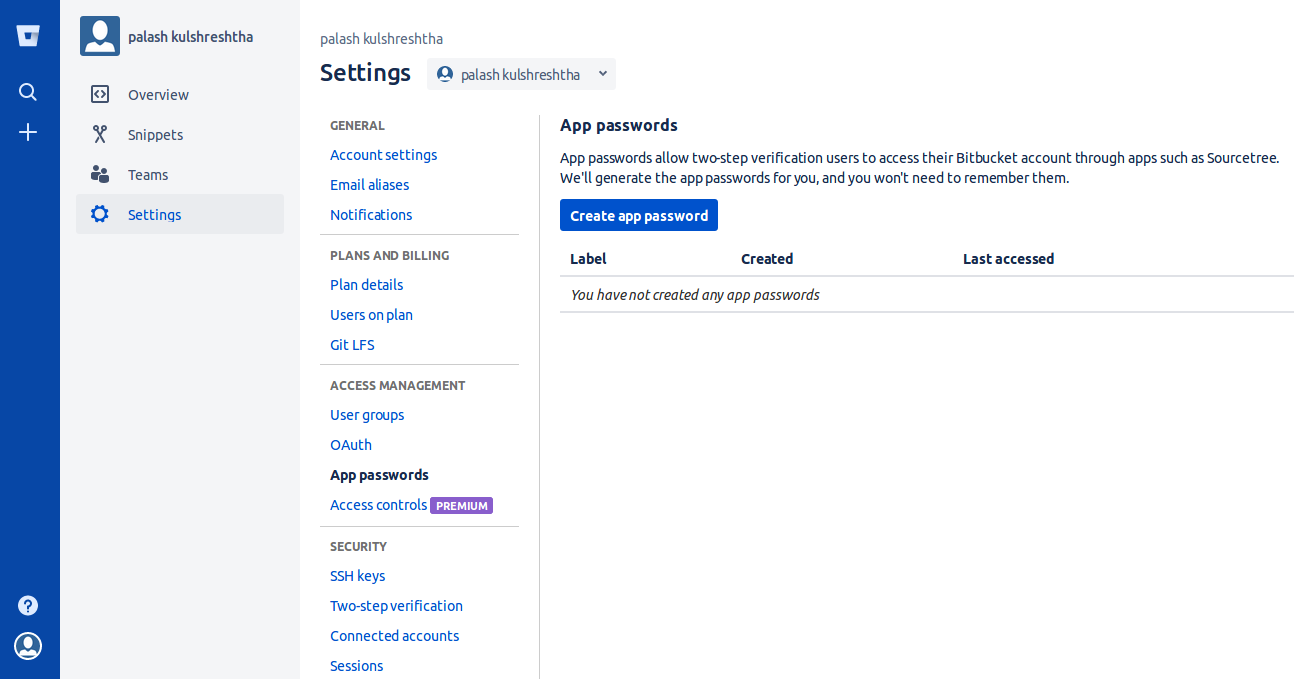 palash kulshreshtha
Overview
Snippets
Teams
Settings
palash kulshreshtha
Settings
palash kulshreshtha
GENERAL
Account settings
Email aliases
Notifications
PLANS AND BILLING
Plan details
Users on plan
Git LFS
ACCESS MANAGEMENT
User groups
OAuth
App passwords
Access controls PREMIUM
SECURITY
SSH keys
Two-step verification
Connected accounts
Sessions
App passwords
App passwords allow two-step verification users to access their Bitbucket account through apps such as Sourcetree.
We'll generate the app passwords for you, and you won't need to remember them.
Create app password
Label Created Last accessed
You have not created any app passwords